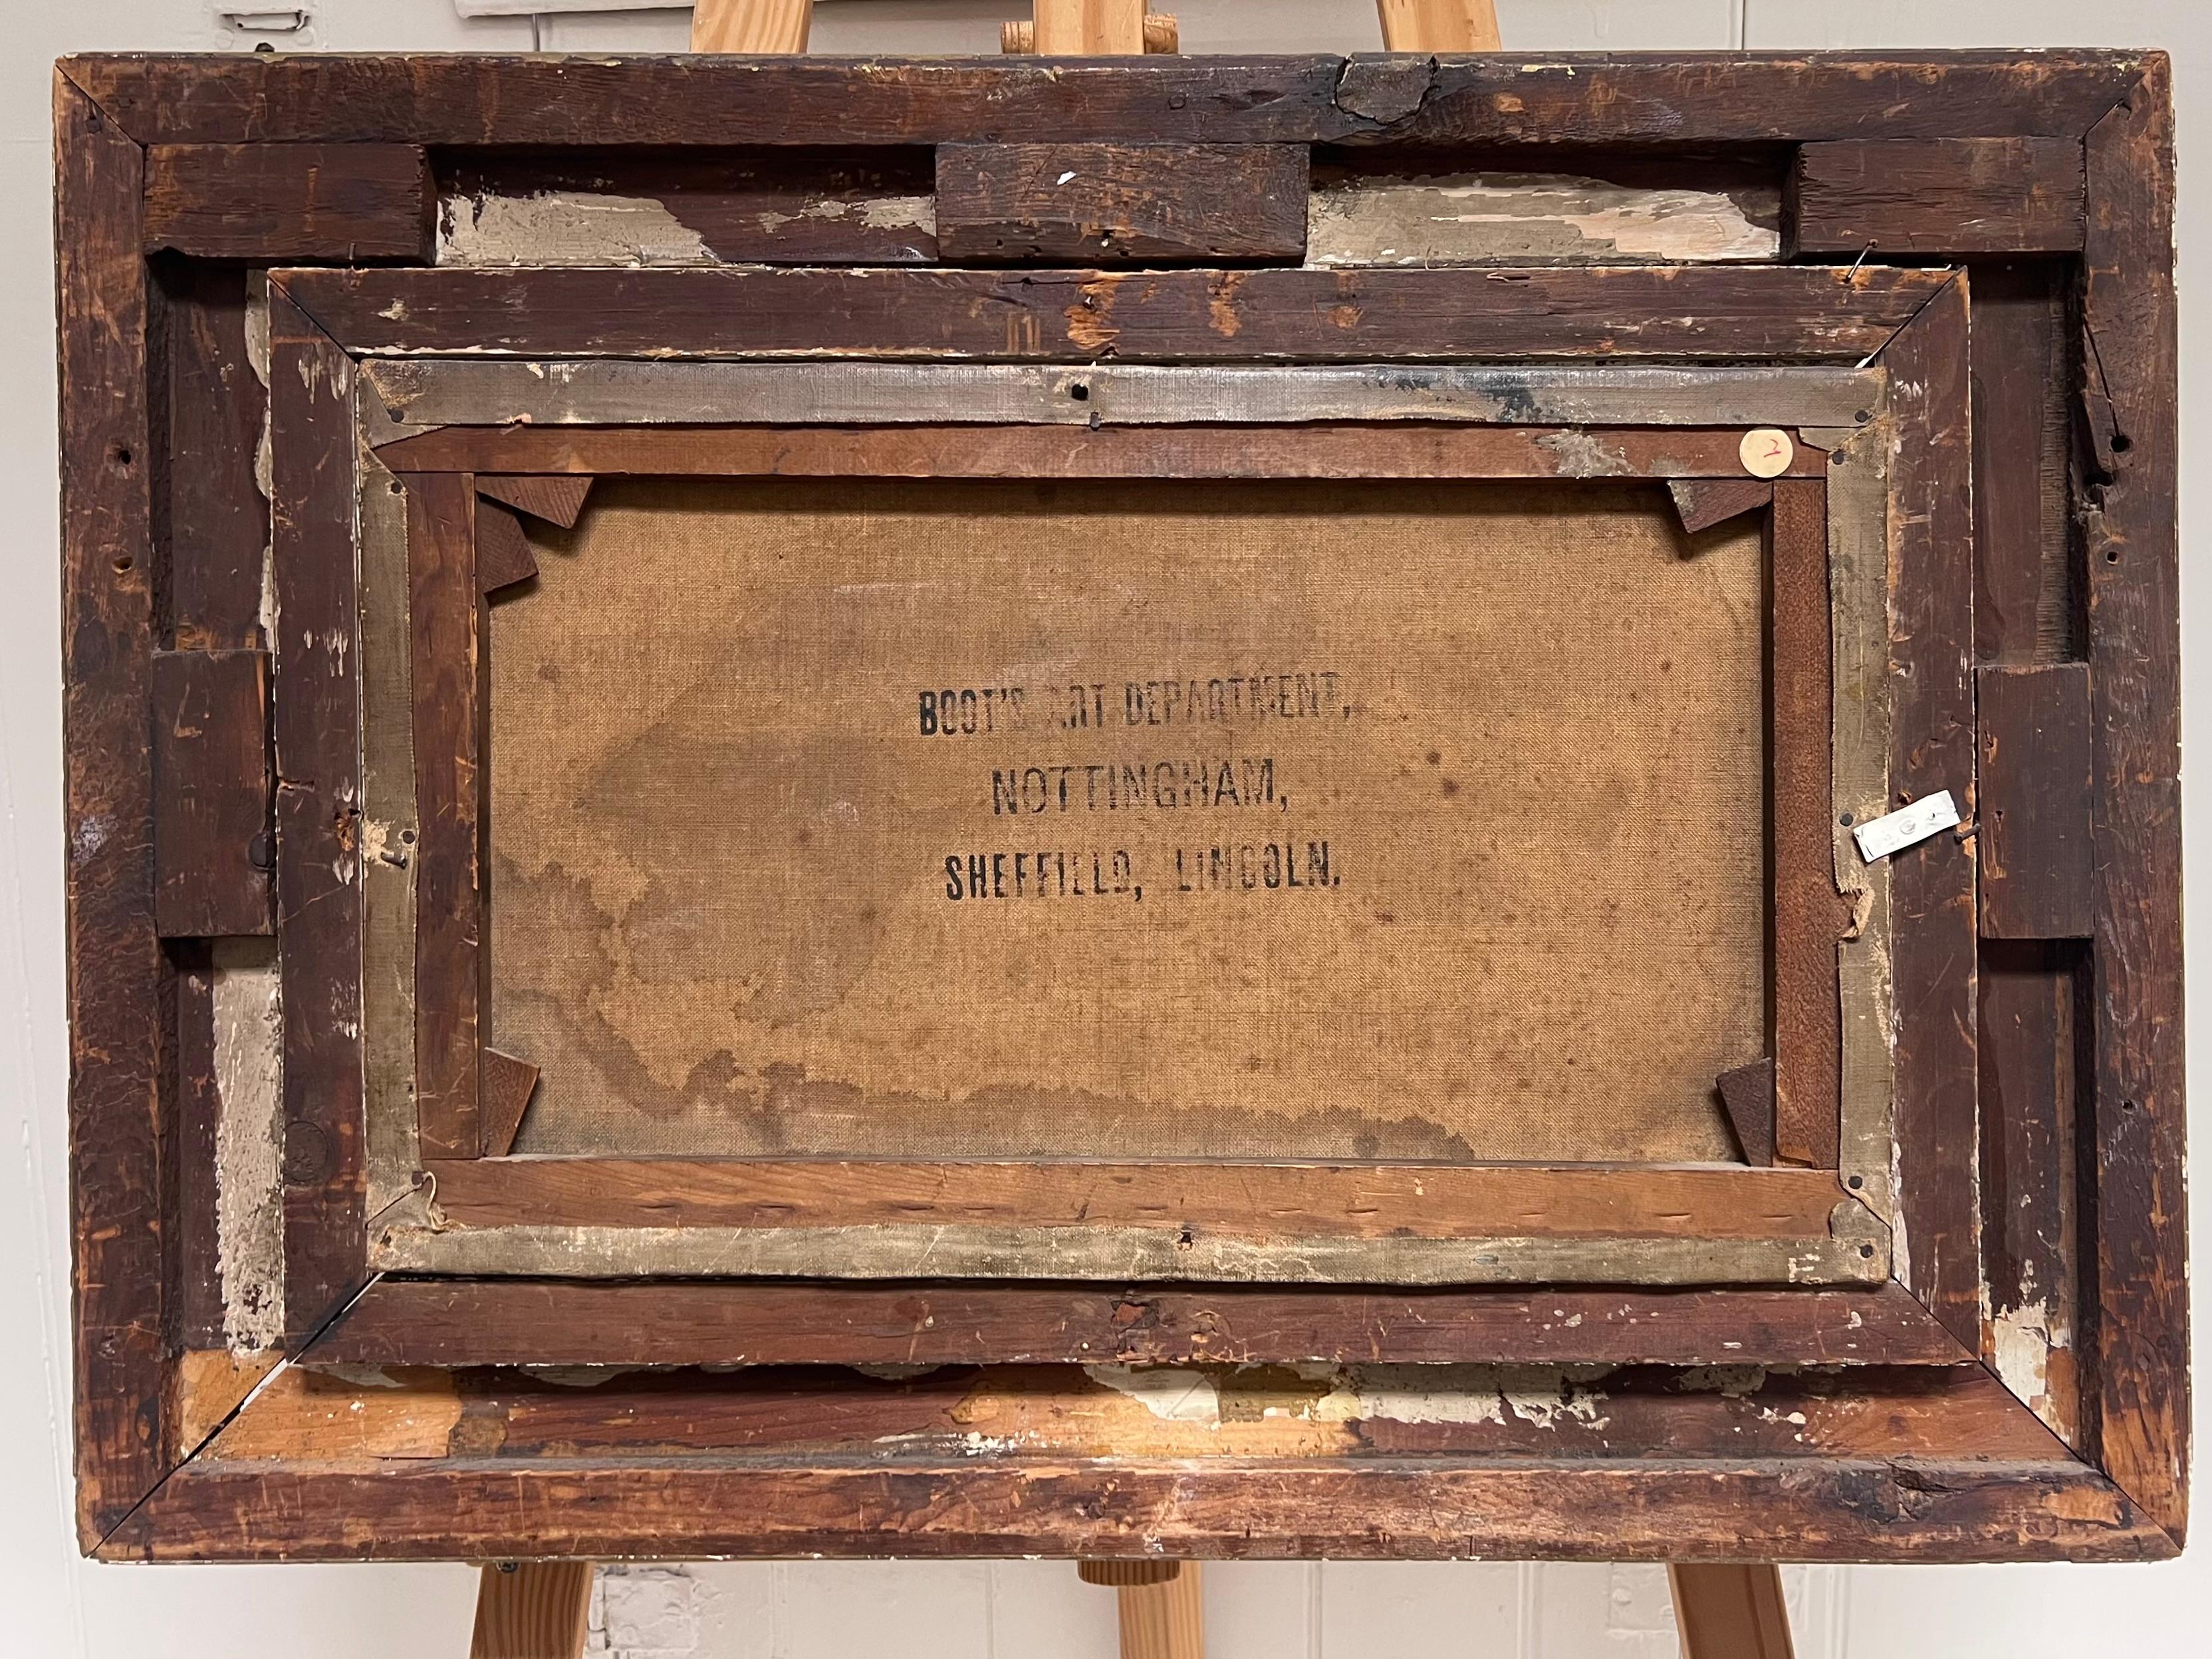 BOOT'S ART DEPARTMENT,
NOTTINGHAM,
SHEFFIELD, LINCOLN.